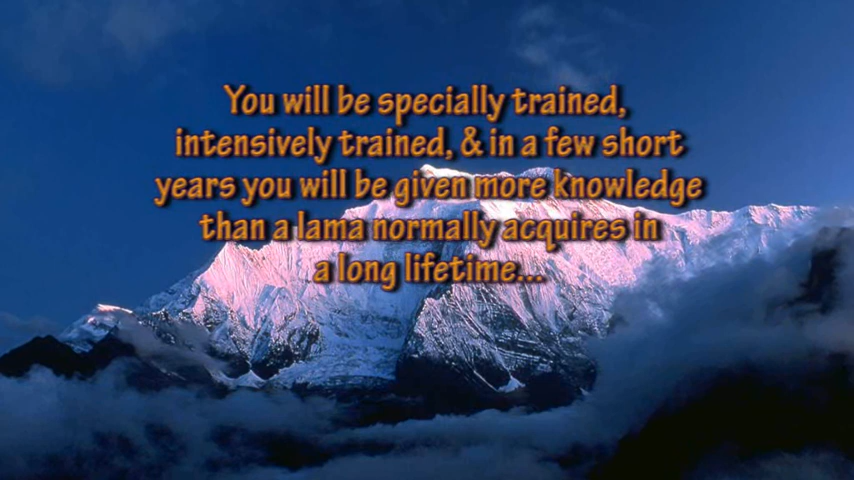 You will be specially trained,
intensively trained, & in a few short
years you will be given more knowledge
than a lama normally acquires in
a long lifetime...